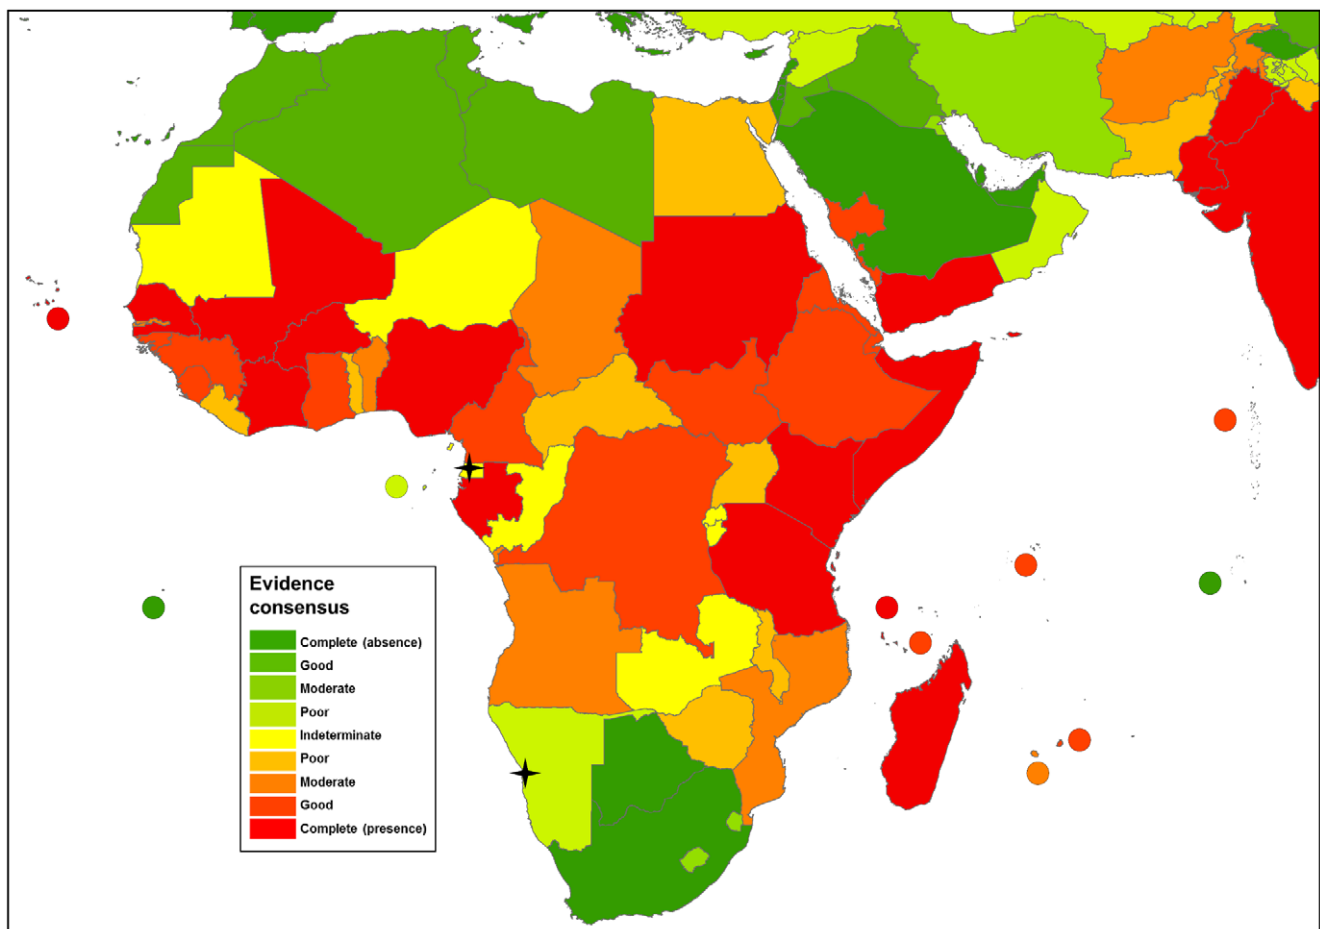 Evidence
consensus
Complete (absence)
Good
Moderate
Poor
Indeterminate
Poor
Moderate
Good
Complete (presence)